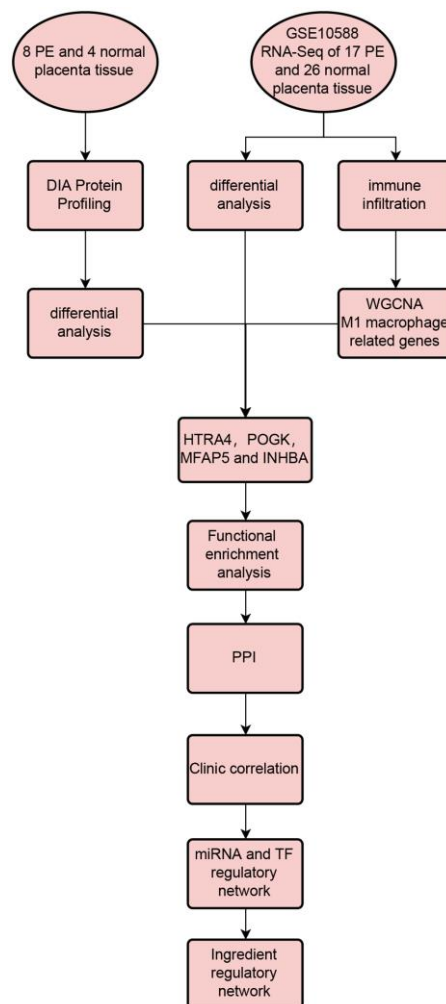 8 PE and 4 normal
placenta tissue
GSE10588
RNA-Seq of 17 PE
and 26 normal
placenta tissue
DIA Protein
Profiling
differential
analysis
immune
infiltration
differential
analysis
WGCNA
M1 macrophage
related genes
HTRA4，POGK，
MFAP5 and INHBA
Functional
enrichment
analysis
PPI
Clinic correlation
miRNA and TF
regulatory
network
Ingredient
regulatory
network